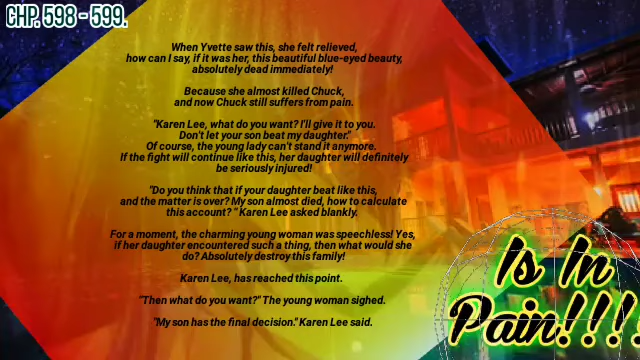 CHP. 598 - 599.
When Yvette saw this, she felt relieved,
how can I say, if it was her, this beautiful blue-eyed beauty,
absolutely dead immediately!
Because she almost killed Chuck,
and now Chuck still suffers from pain.
"Karen Lee, what do you want? I'll give it to you.
Don't let your son beat my daughter."
Of course, the young lady can't stand it anymore.
If the fight will continue like this, her daughter will definitely
be seriously injured!
"Do you think that if your daughter beat like this,
and the matter is over? My son almost died, how to calculate
this account? " Karen Lee asked blankly.
For a moment, the charming young woman was speechless! Yes,
if her daughter encountered such a thing, then what would she
do? Absolutely destroy this family!
Karen Lee, has reached this point.
"Then what do you want?" The young woman sighed.
"My son has the final decision." Karen Lee said.
Is In
Pain!!!!